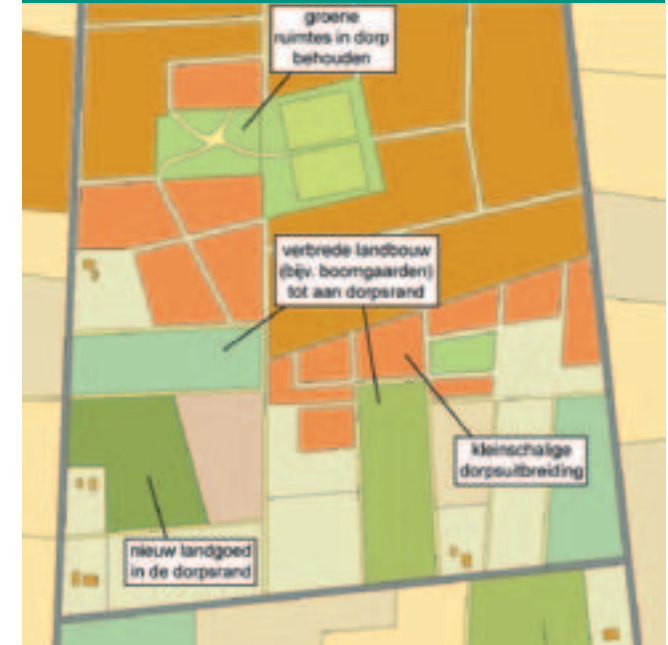 groene
ruimtes in dorp
behouden
verbrede landbouw
(bijv. boomgaarden)
tot aan dorpsrand
kleinschalige
dorpsuitbreiding
nieuw landgoed
in de dorpsrand